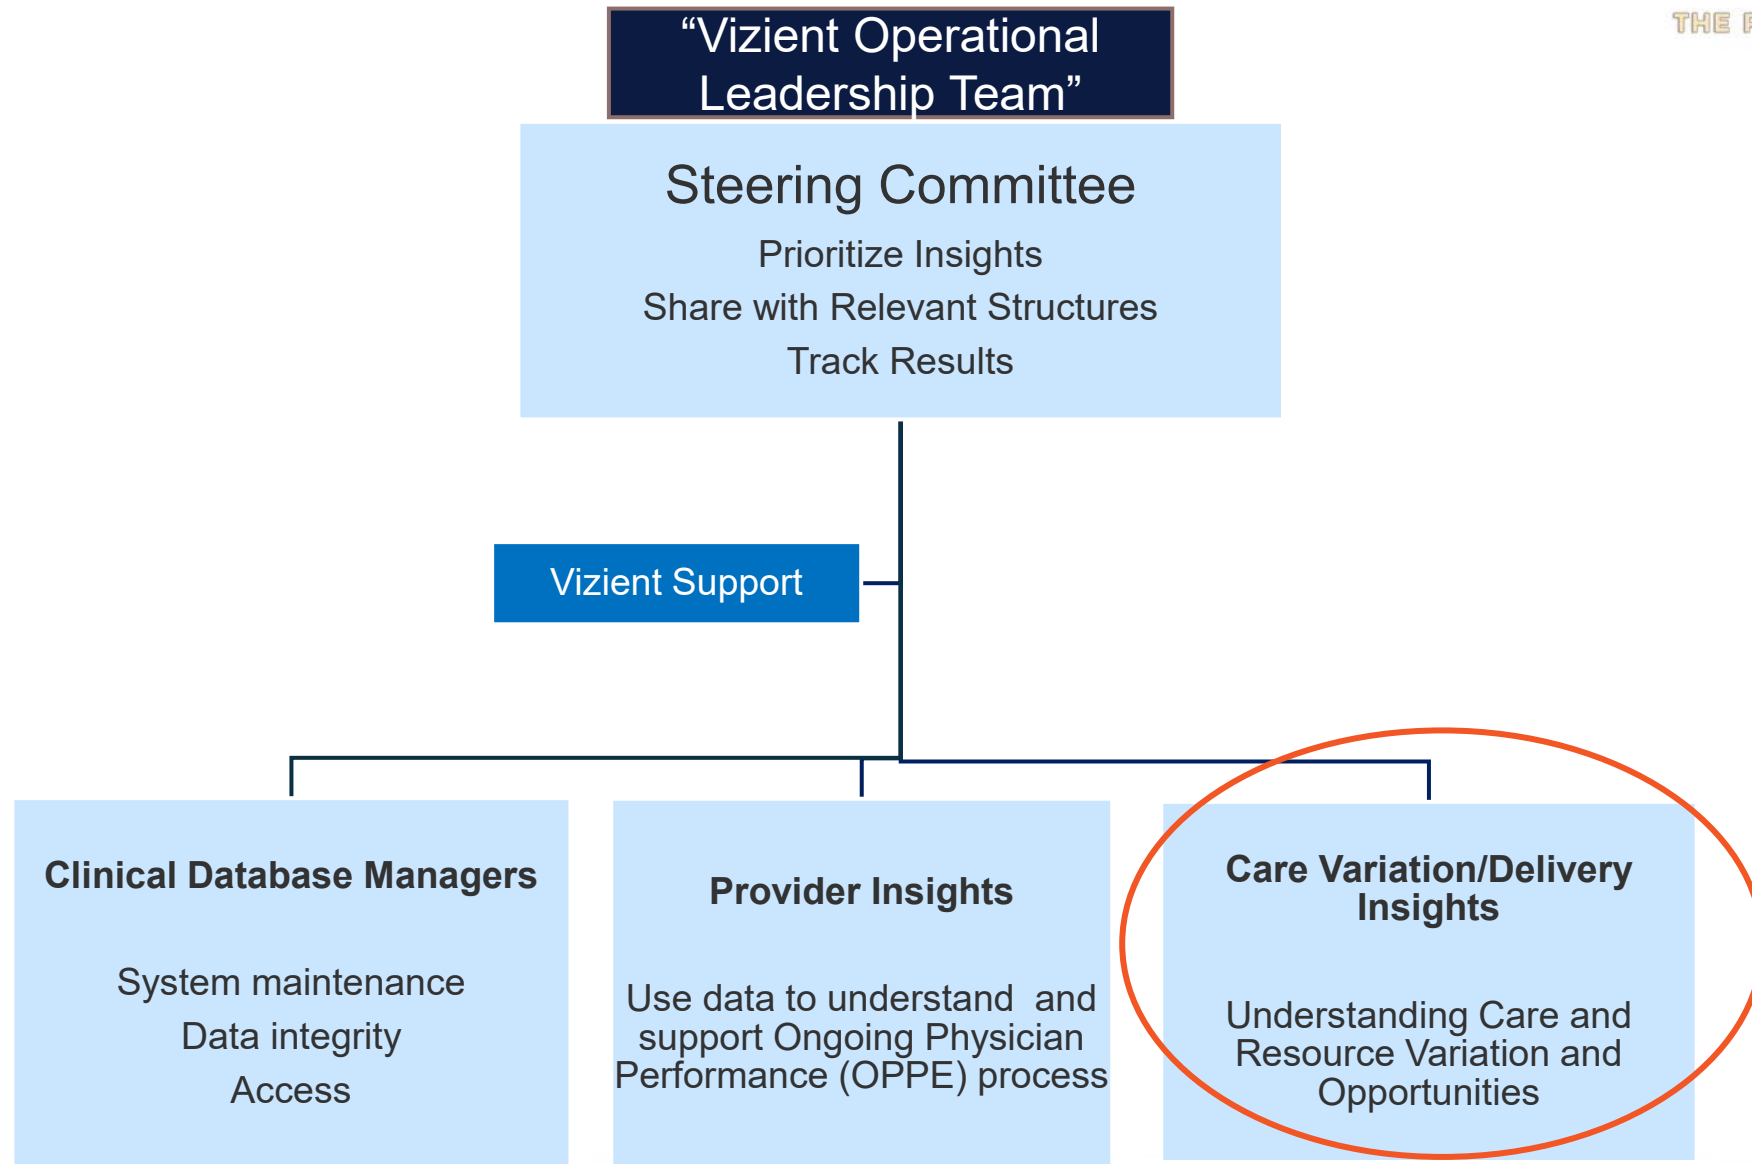 THE
“Vizient Operational
Leadership Team”
Steering Committee
Prioritize Insights
Share with Relevant Structures
Track Results
Vizient Support
Clinical Database Managers
System maintenance
Data integrity
Access
Provider Insights
Use data to understand and
support Ongoing Physician
Performance (OPPE) process
Care Variation/Delivery
Insights
Understanding Care and
Resource Variation and
Opportunities